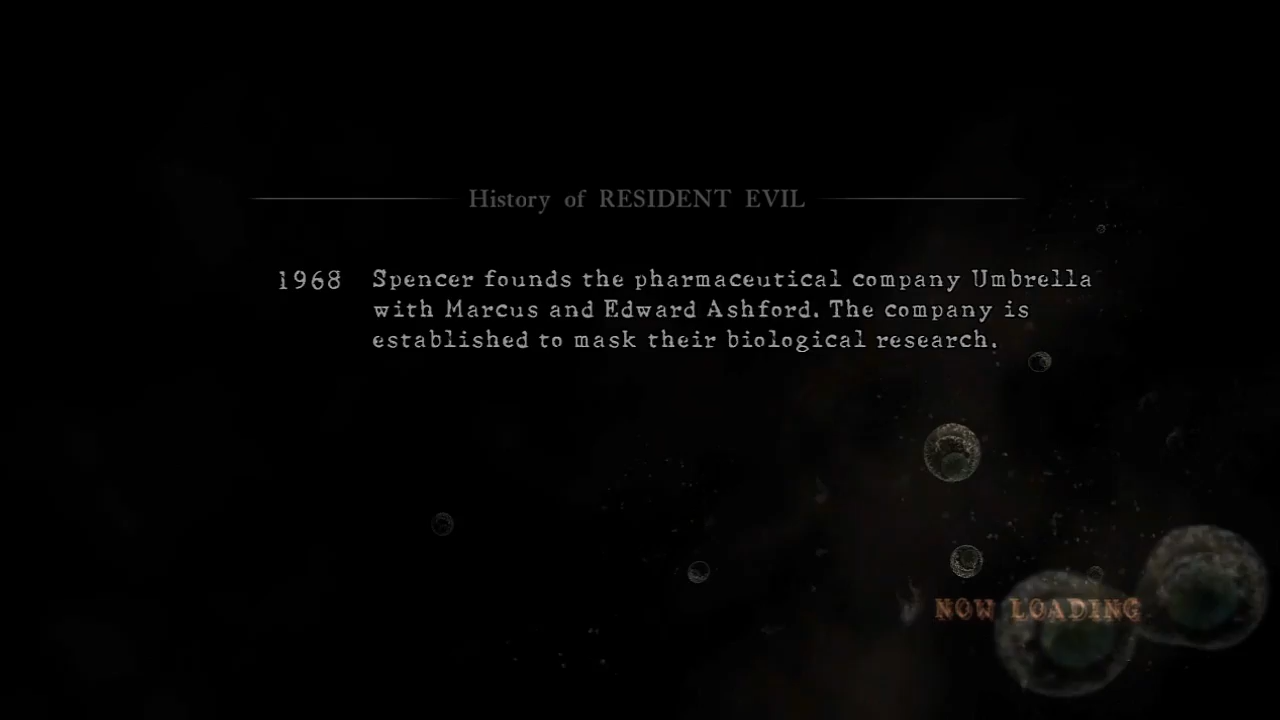 History of RESIDENT EVIL
1968 Spencer founds the pharmaceutical company Umbrella
with Marcus and Edward Ashford. The company is
established to mask their biological research.
NOW LOADING